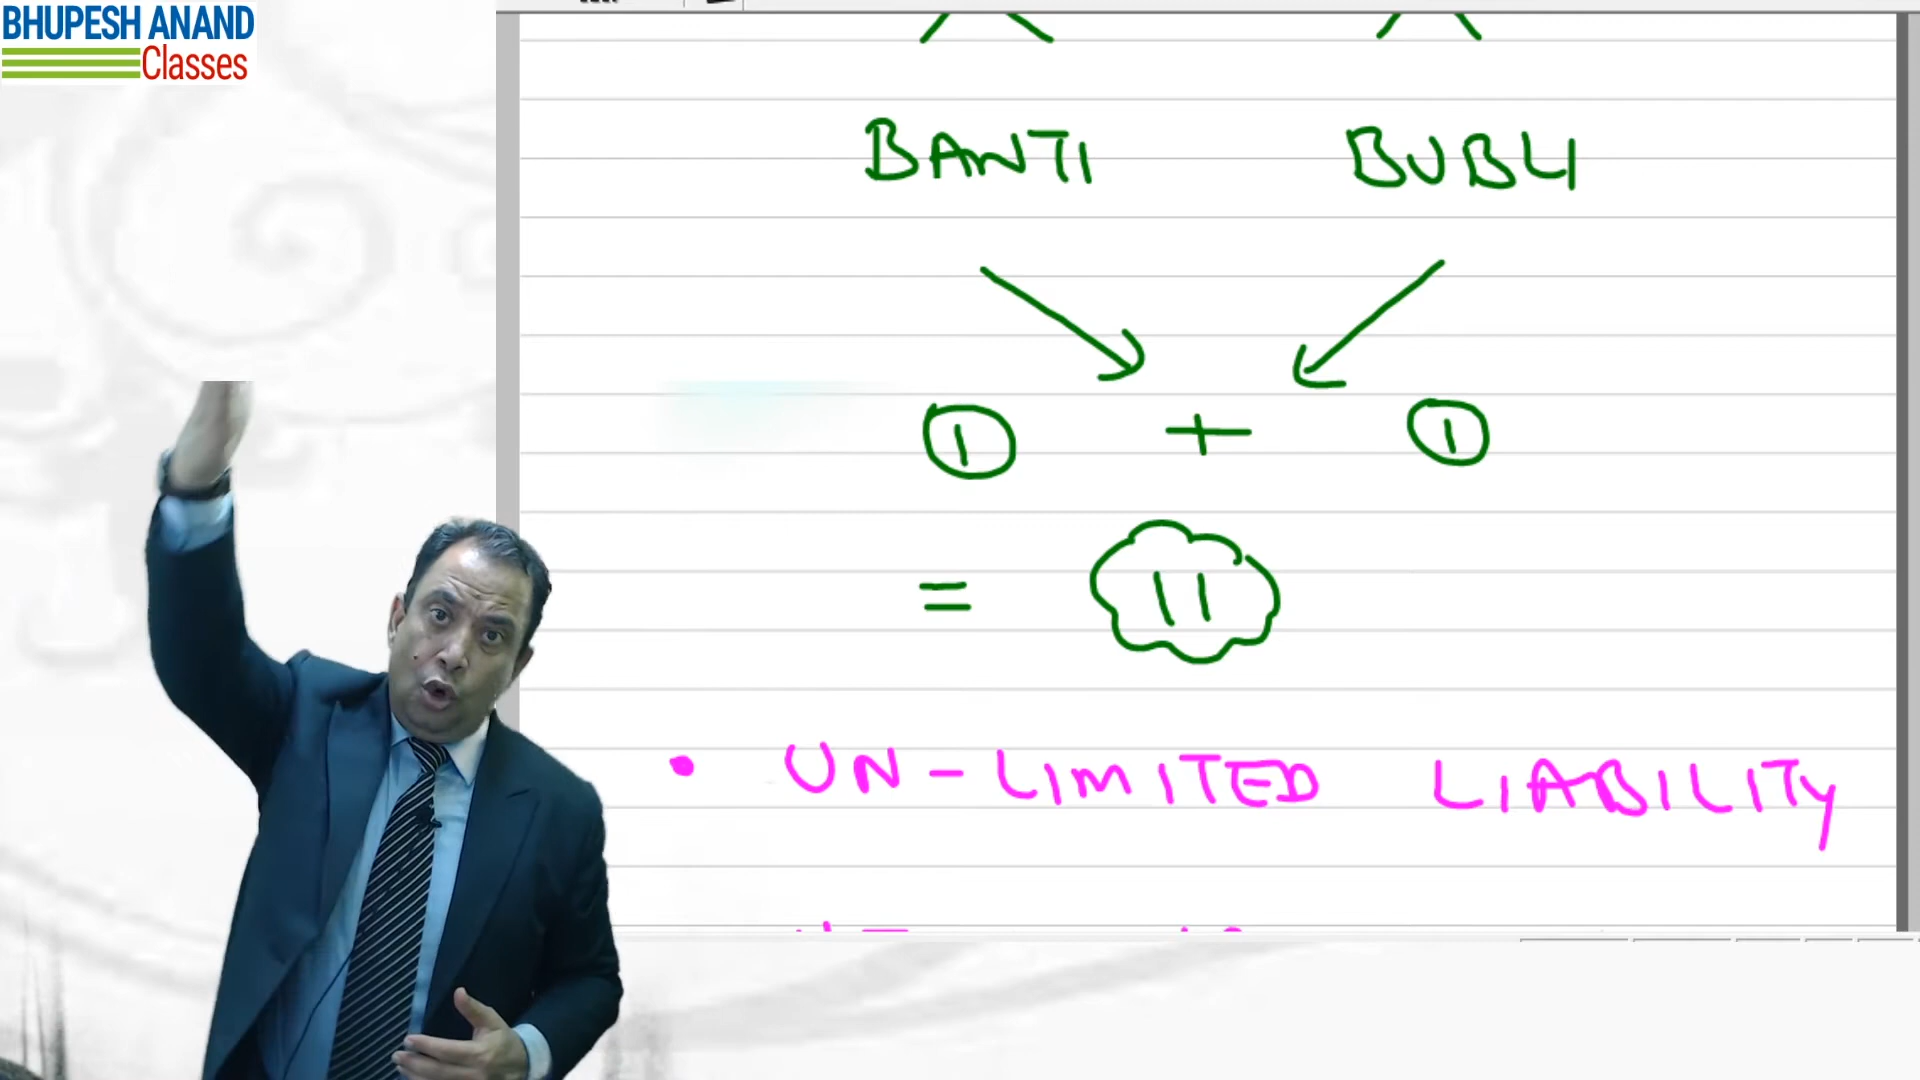 BHUPESH ANAND
Classes
BANTI BUBLI
1 + 1
= 11
• UN-LIMITED LIABILITY